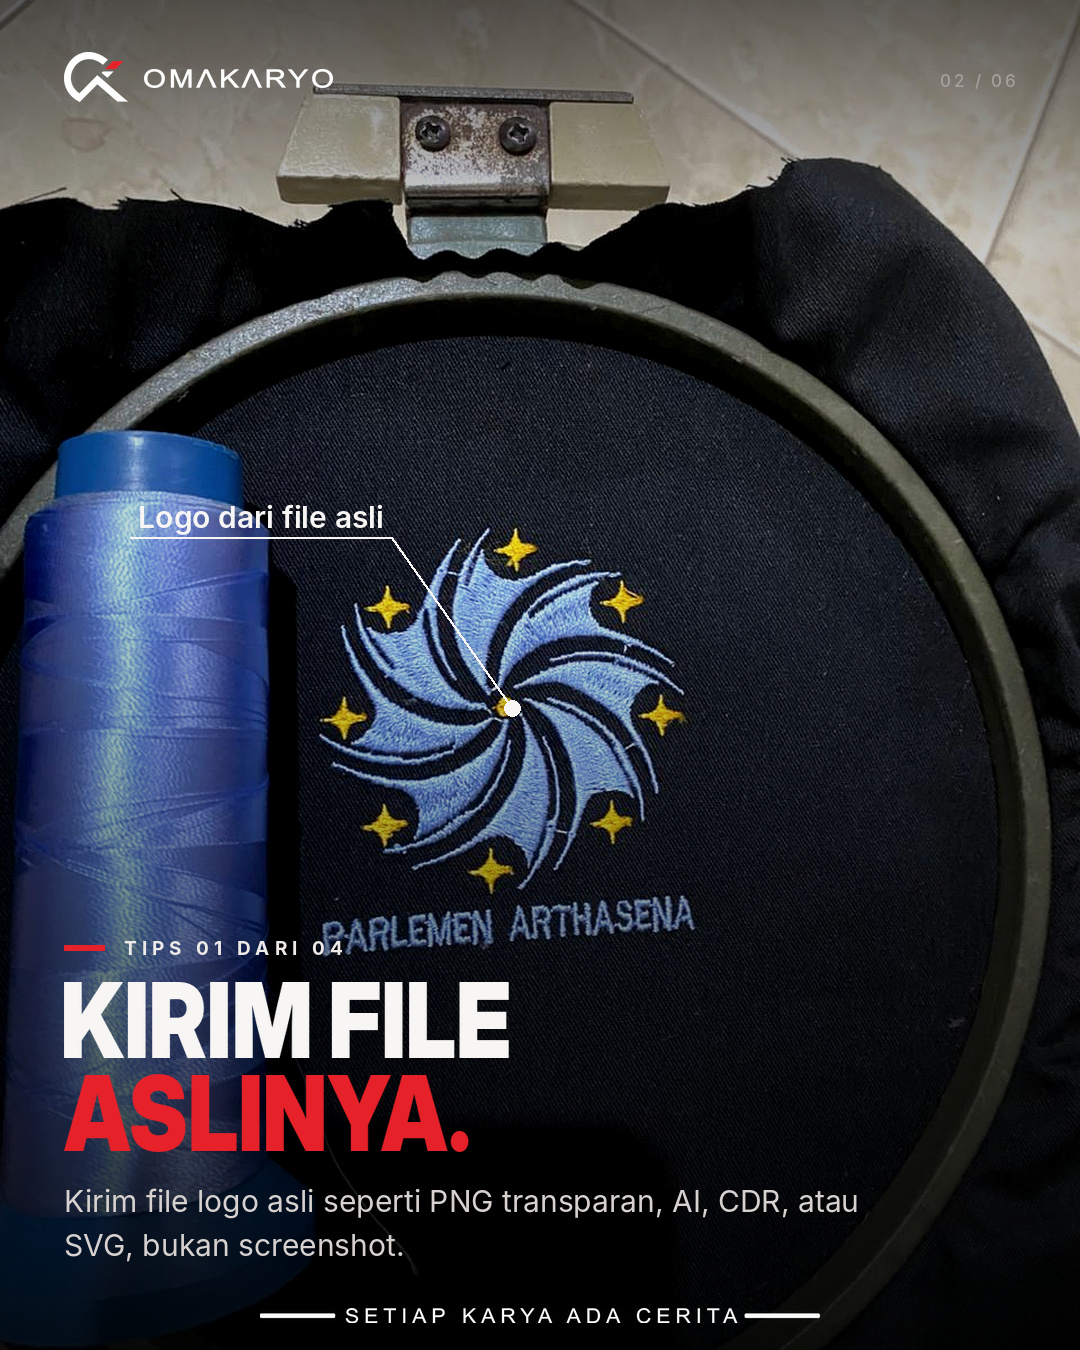 OMAKARYO
02 / 06
Logo dari file asli
PARLEMEN ARTHASENA
TIPS 01 DARI 04
KIRIM FILE
ASLINYA.
Kirim file logo asli seperti PNG transparan, AI, CDR, atau
SVG, bukan screenshot.
SETIAP KARYA ADA CERITA